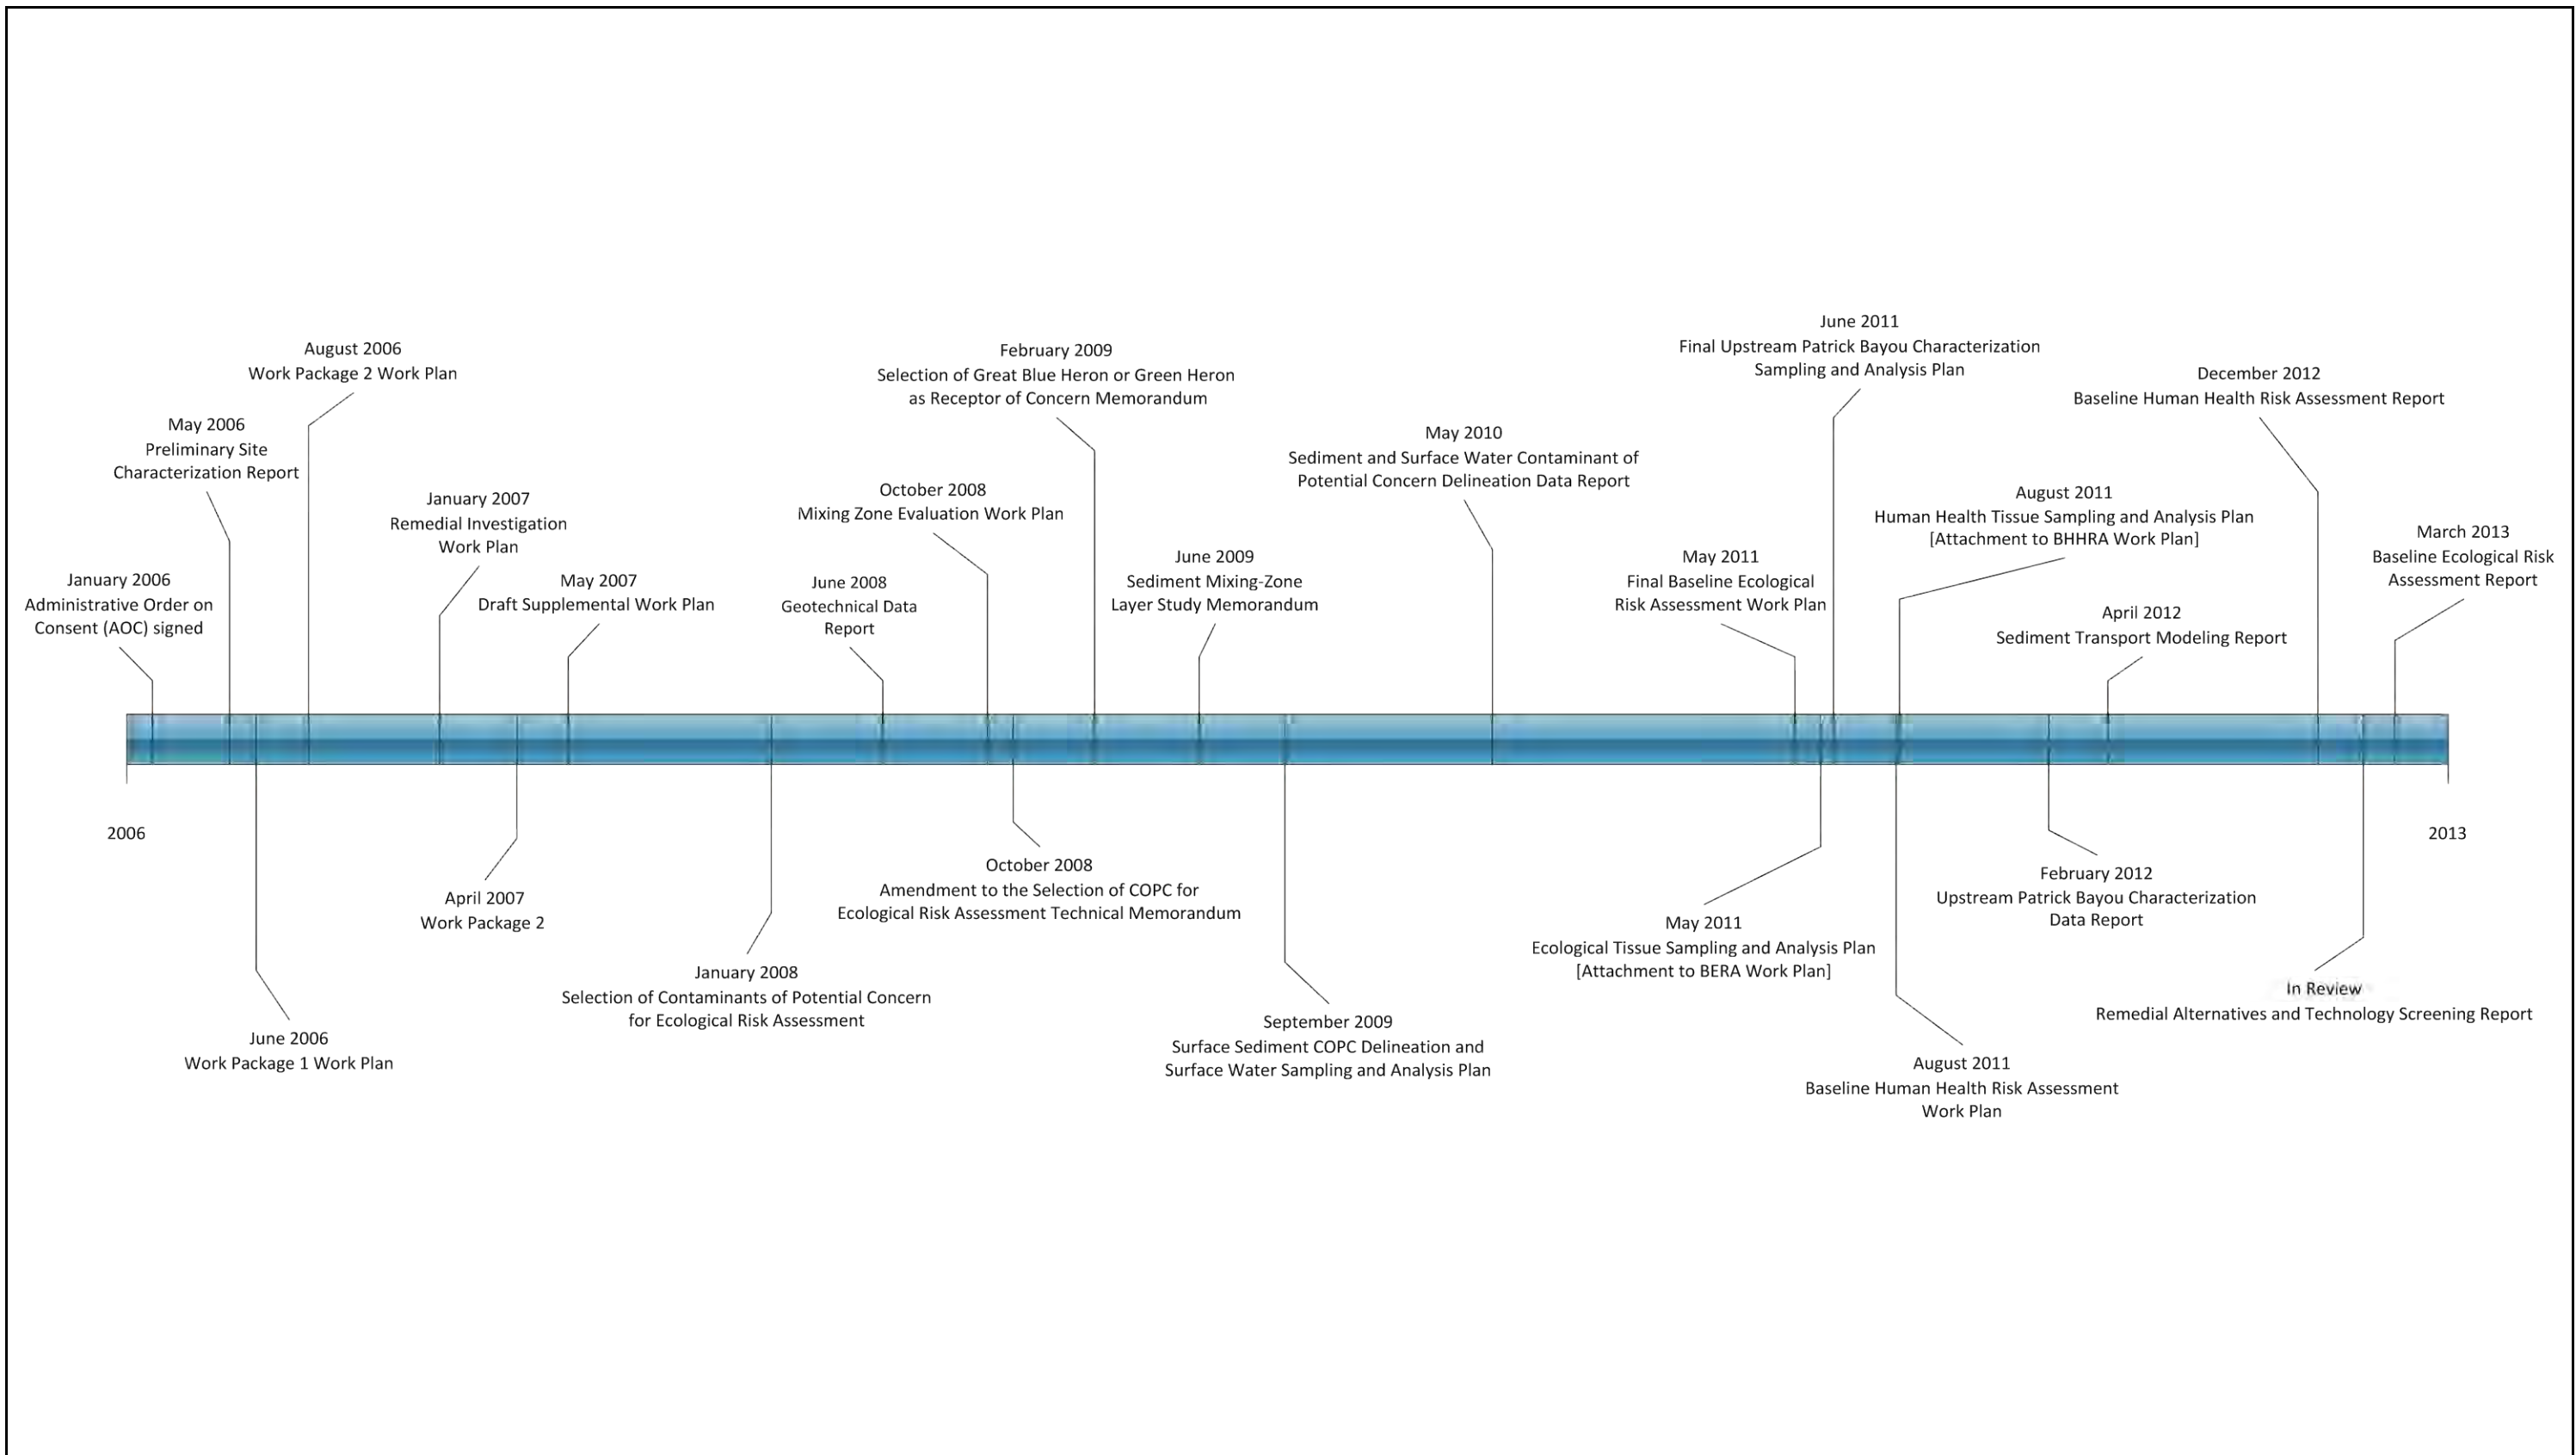 June 2011
Final Upstream Patrick Bayou Characterization
Sampling and Analysis Plan
August 2006
Work Package 2 Work Plan
February 2009
Selection of Great Blue Heron or Green Heron
as Receptor of Concern Memorandum
December 2012
Baseline Human Health Risk Assessment Report
May 2006
Preliminary Site
Characterization Report
May 2010
Sediment and Surface Water Contaminant of
Potential Concern Delineation Data Report
January 2007
Remedial Investigation
Work Plan
October 2008
Mixing Zone Evaluation Work Plan
August 2011
Human Health Tissue Sampling and Analysis Plan
[Attachment to BHHRA Work Plan]
March 2013
Baseline Ecological Risk
Assessment Report
January 2006
Administrative Order on
Consent (AOC) signed
May 2007
Draft Supplemental Work Plan
June 2008
Geotechnical Data
Report
June 2009
Sediment Mixing-Zone
Layer Study Memorandum
May 2011
Final Baseline Ecological
Risk Assessment Work Plan
April 2012
Sediment Transport Modeling Report
2006
2013
April 2007
Work Package 2
October 2008
Amendment to the Selection of COPC for
Ecological Risk Assessment Technical Memorandum
February 2012
Upstream Patrick Bayou Characterization
Data Report
May 2011
Ecological Tissue Sampling and Analysis Plan
[Attachment to BERA Work Plan]
January 2008
Selection of Contaminants of Potential Concern
for Ecological Risk Assessment
In Review
Remedial Alternatives and Technology Screening Report
June 2006
Work Package 1 Work Plan
September 2009
Surface Sediment COPC Delineation and
Surface Water Sampling and Analysis Plan
August 2011
Baseline Human Health Risk Assessment
Work Plan